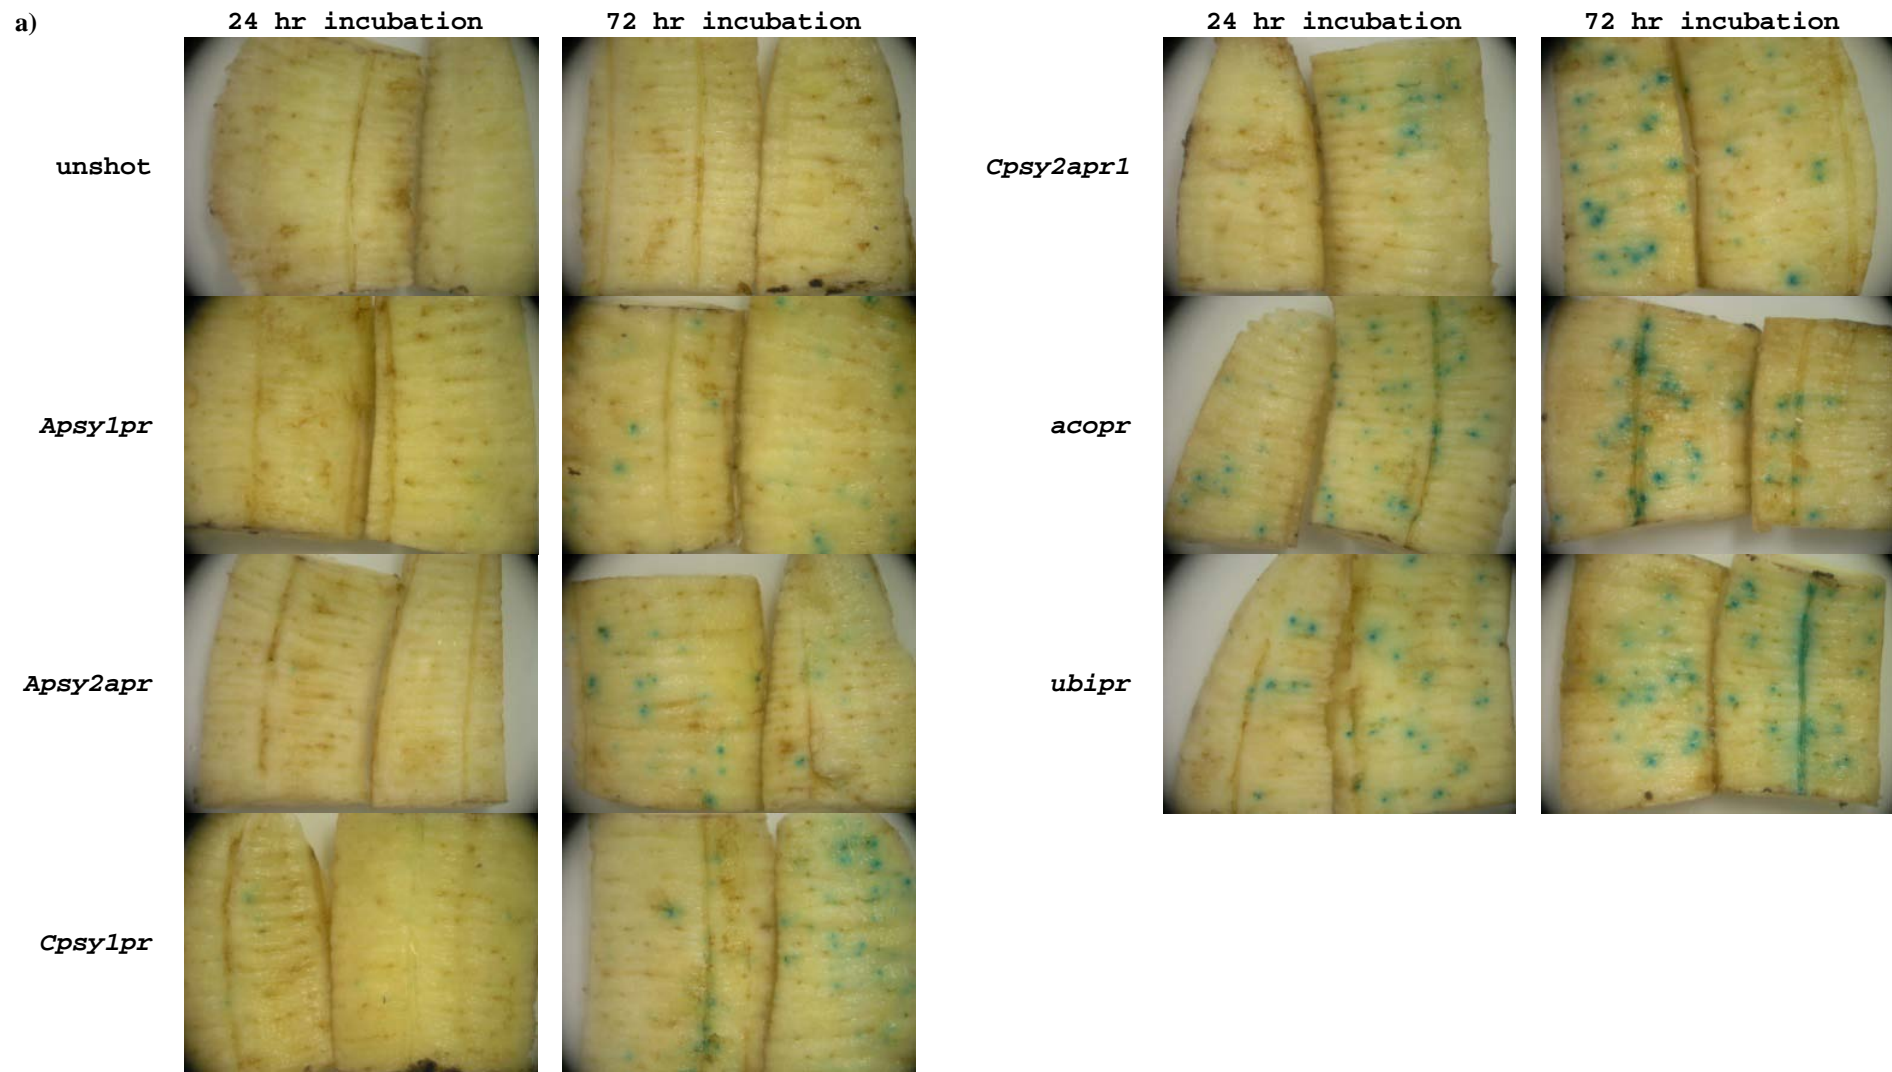 a)
24 hr incubation
72 hr incubation
24 hr incubation
72 hr incubation
unshot
Apsy1pr
Apsy2apr
Cpsy1pr
Cpsy2apr1
acopr
ubipr